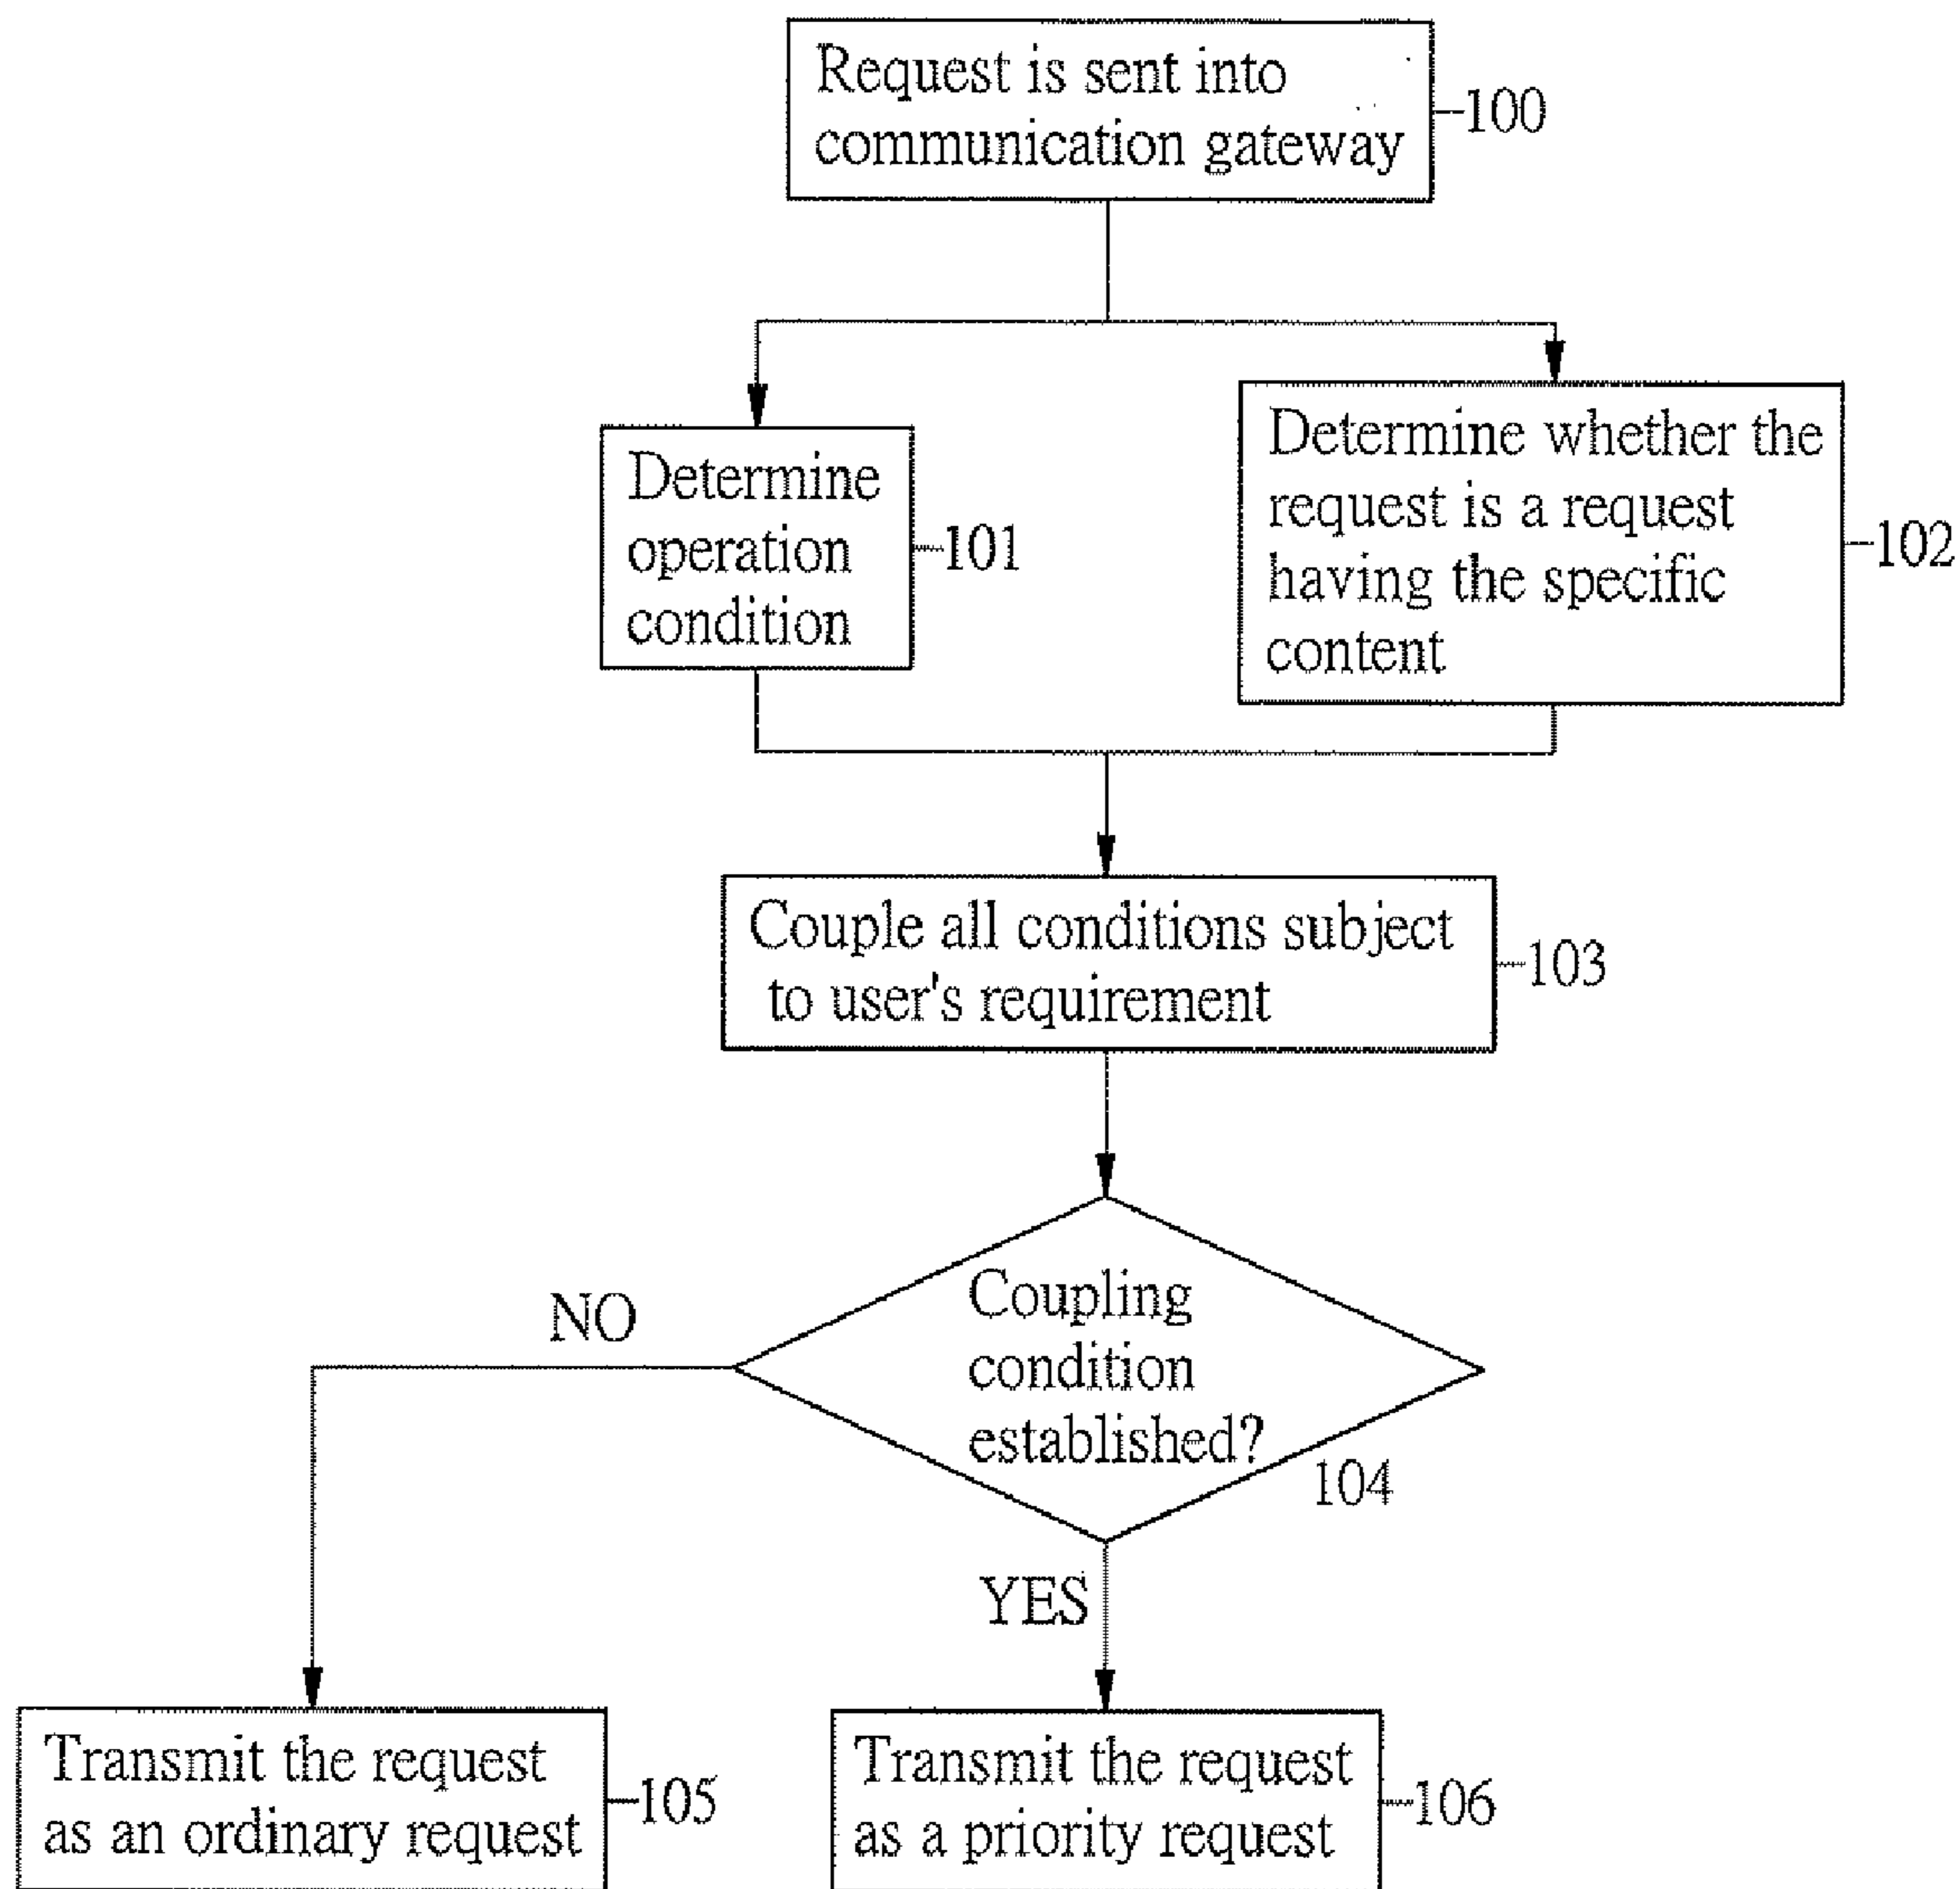 Request is sent into
communication gateway
100
Determine
operation
condition
101
Determine whether the
request is a request
having the specific
content
102
Couple all conditions subject
to user's requirement
103
Coupling
condition
established?
104
NO
YES
Transmit the request
as an ordinary request
105
Transmit the request
as a priority request
106